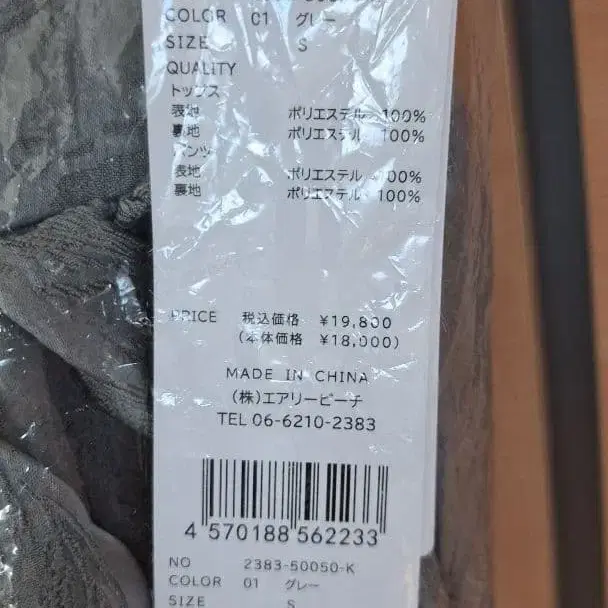 COLOR 01 グレー
SIZE S
QUALITY
トップス
表地 ポリエステル 100%
裏地 ポリエステル 100%
パンツ
表地 ポリエステル 100%
裏地 ポリエステル 100%
PRICE 税込価格 ¥19,800
(本体価格 ¥18,000)
MADE IN CHINA
(株)エアリーピーチ
TEL 06-6210-2383
4 570188 562233
NO 2383-50050-K
COLOR 01 グレー
SIZE S